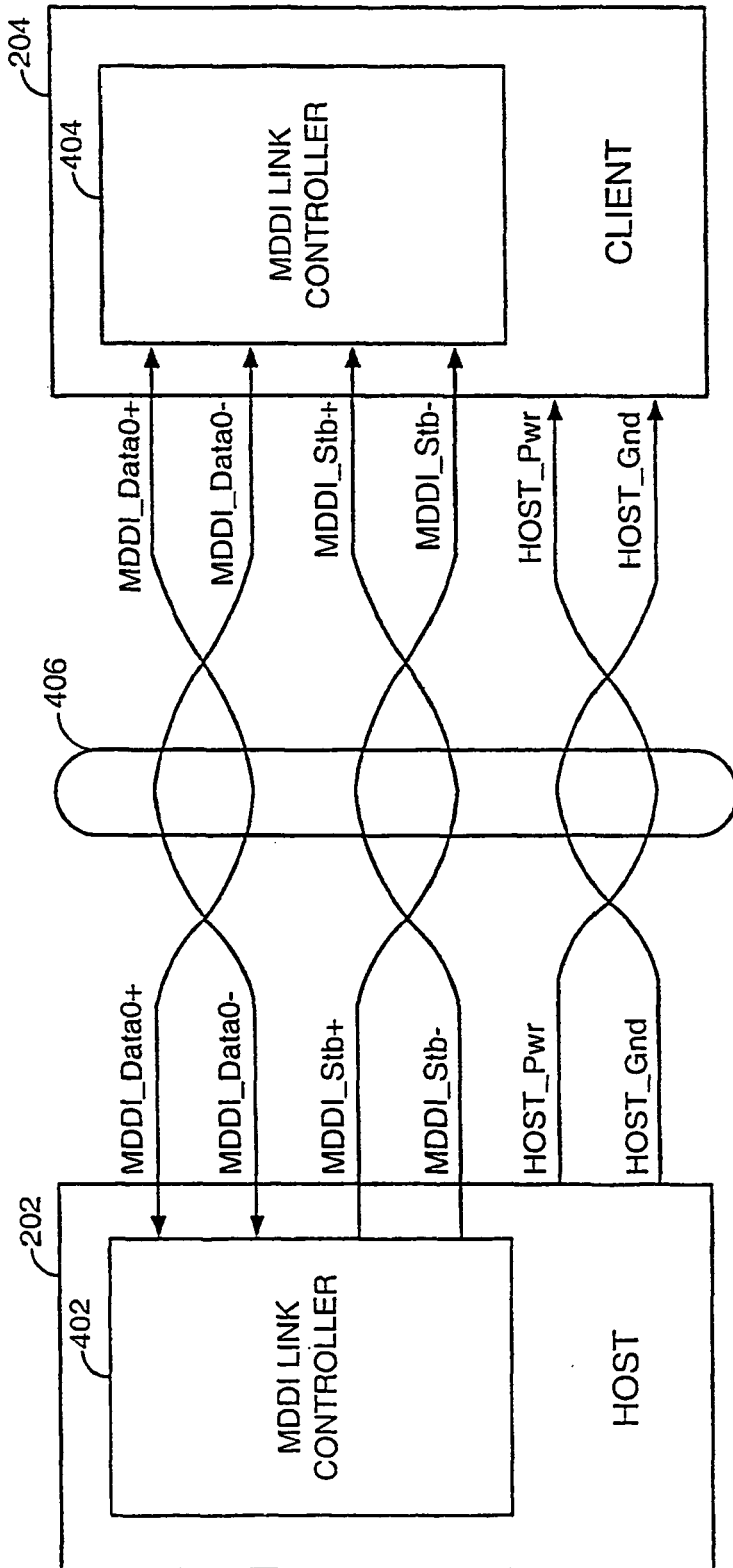 202
402
MDDI LINK
CONTROLLER
HOST
MDDI_Data0+
MDDI_Data0-
MDDI_Stb+
MDDI_Stb-
HOST_Pwr
HOST_Gnd
406
MDDI_Data0+
MDDI_Data0-
MDDI_Stb+
MDDI_Stb-
HOST_Pwr
HOST_Gnd
204
404
MDDI LINK
CONTROLLER
CLIENT